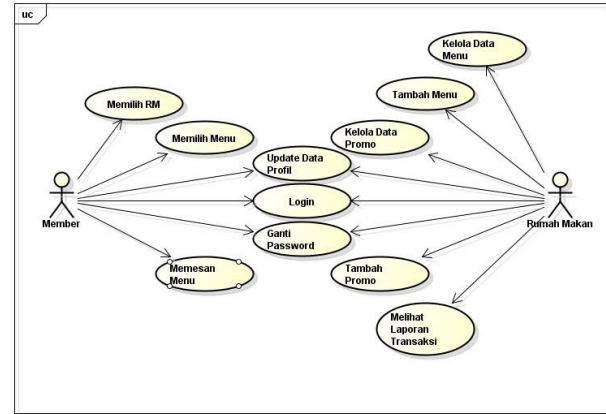 uc
Kelola Data
Menu
Memilih RM
Tambah Menu
Memilih Menu
Kelola Data
Promo
Update Data
Profil
Login
Member
Rumah Makan
Ganti
Password
Memesan
Menu
Tambah
Promo
Melihat
Laporan
Transaksi